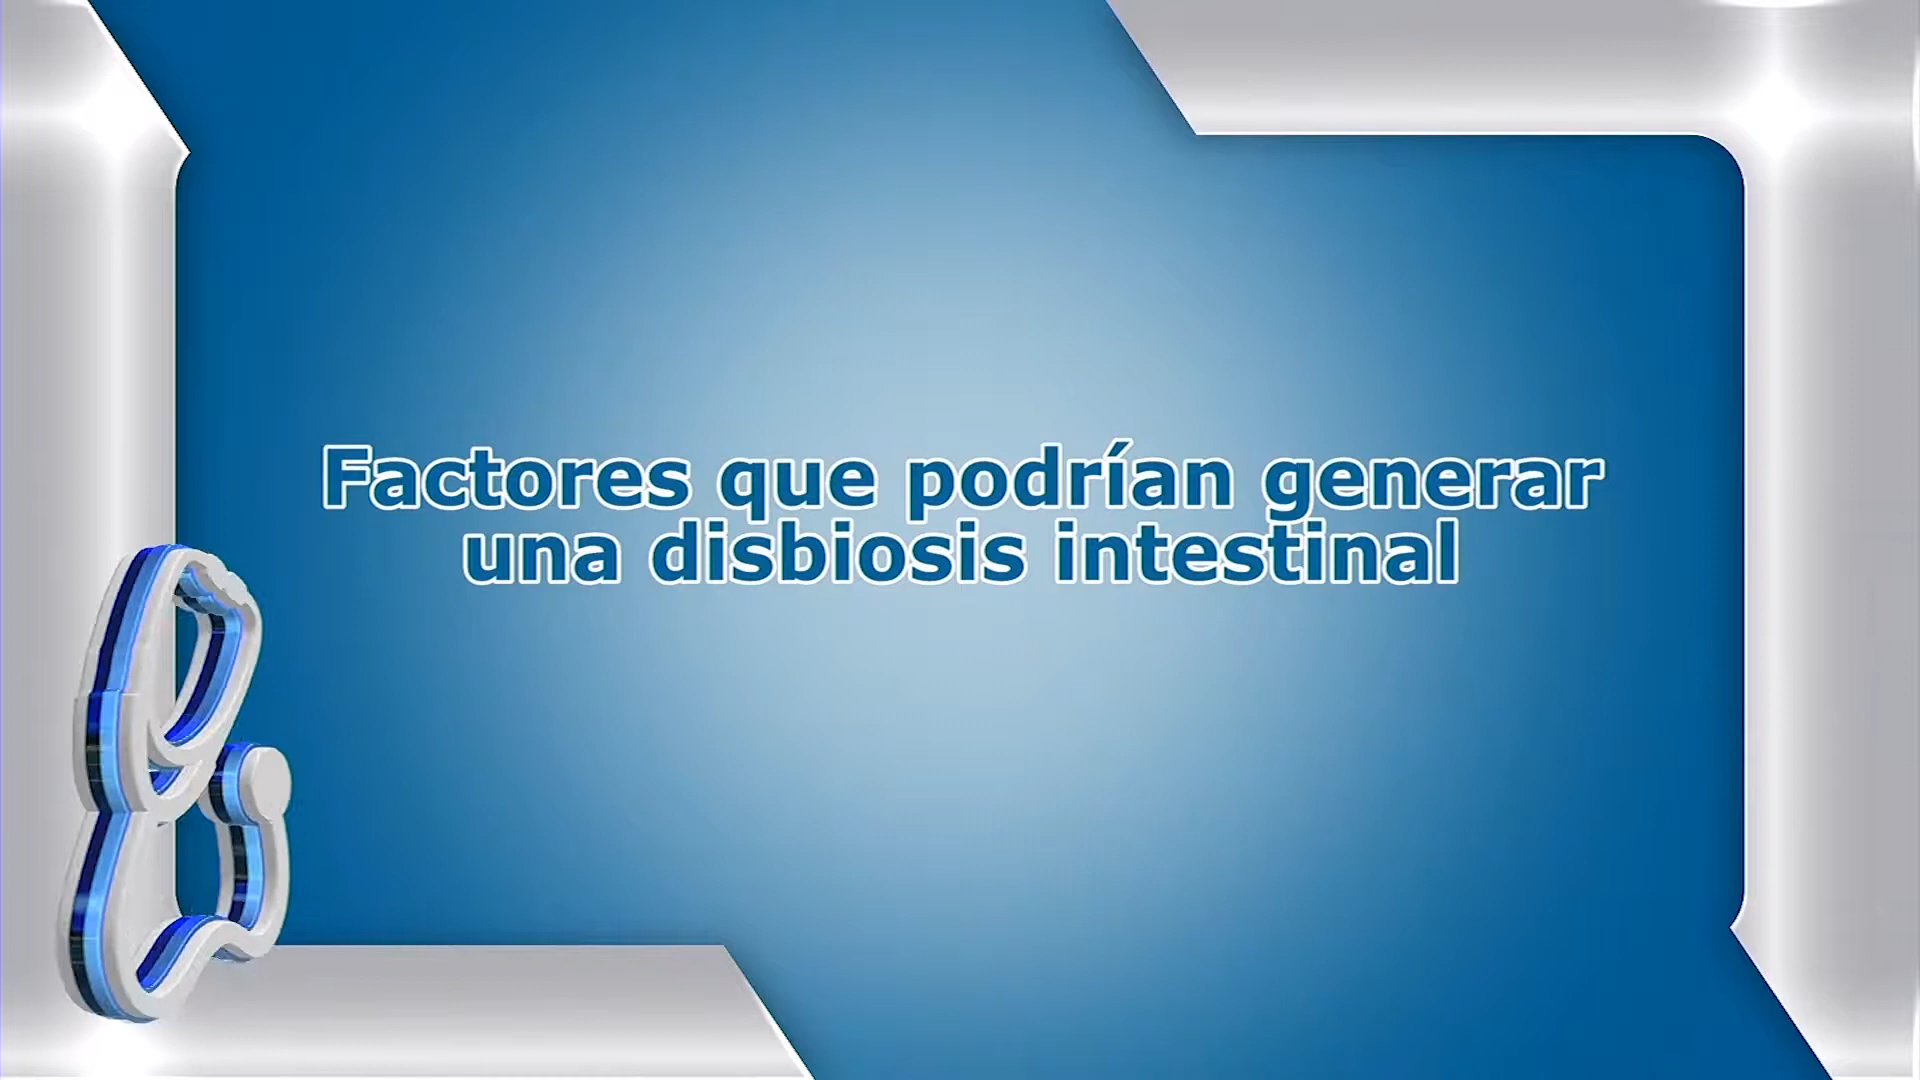 Factores que podrían generar
una disbiosis intestinal